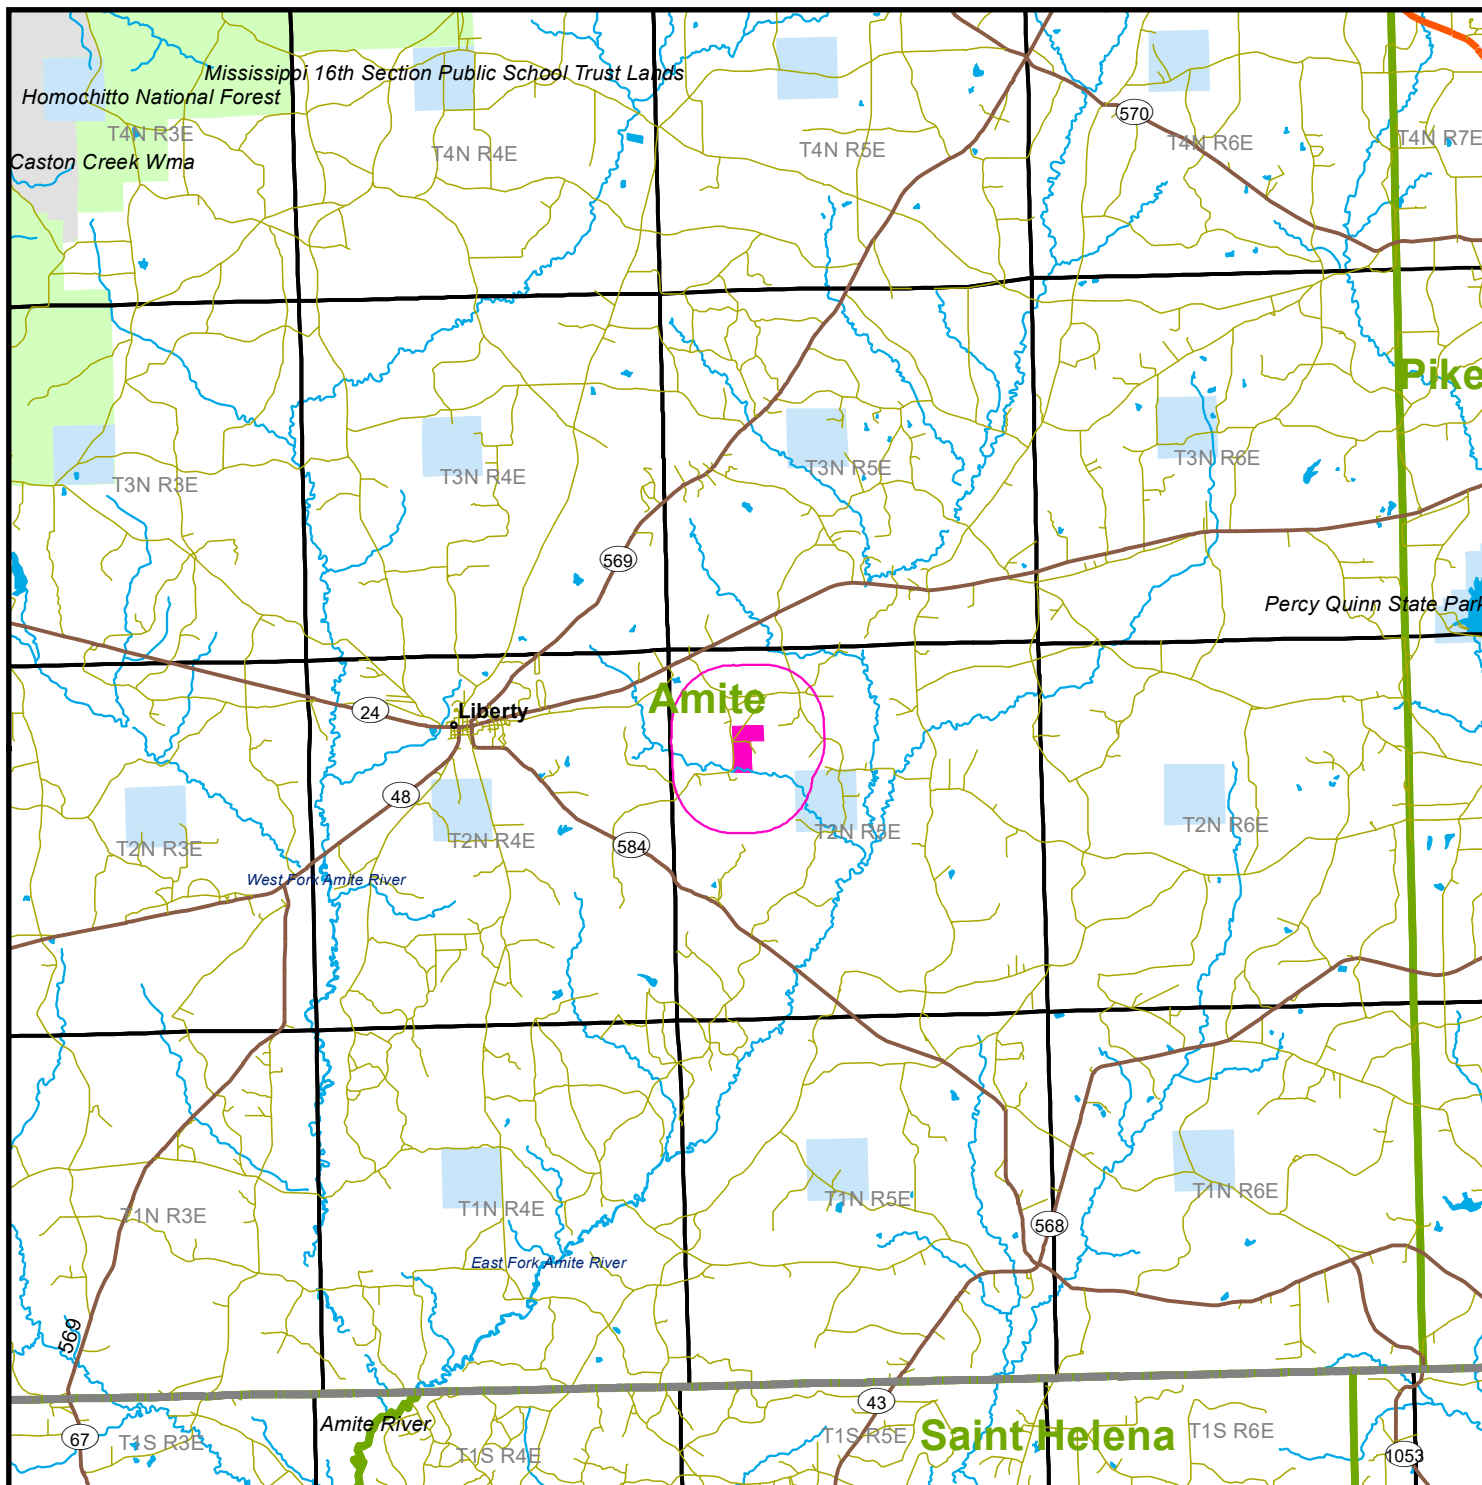 Mississippi 16th Section Public School Trust Lands
Homochitto National Forest
570
T4N R3E
T4N R4E
T4N R5E
T4N R6E
T4N R7E
Caston Creek Wma
Pike
T3N R3E
T3N R4E
T3N R5E
T3N R6E
569
Percy Quinn State Park
Amite
24
Liberty
48
T2N R3E
T2N R4E
584
T2N R5E
T2N R6E
West Fork Amite River
T1N R3E
T1N R4E
T1N R5E
T1N R6E
568
East Fork Amite River
569
43
Amite River
67
T1S R3E
T1S R4E
T1S R5E
Saint Helena
T1S R6E
1053